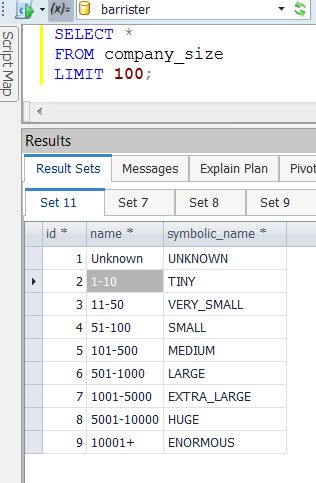 (x)= barrister
Script Map
SELECT *
FROM company_size
LIMIT 100;
Results
Result Sets Messages Explain Plan Pivot
Set 11 Set 7 Set 8 Set 9
id * name * symbolic_name *
1 Unknown UNKNOWN
2 1-10 TINY
3 11-50 VERY_SMALL
4 51-100 SMALL
5 101-500 MEDIUM
6 501-1000 LARGE
7 1001-5000 EXTRA_LARGE
8 5001-10000 HUGE
9 10001+ ENORMOUS